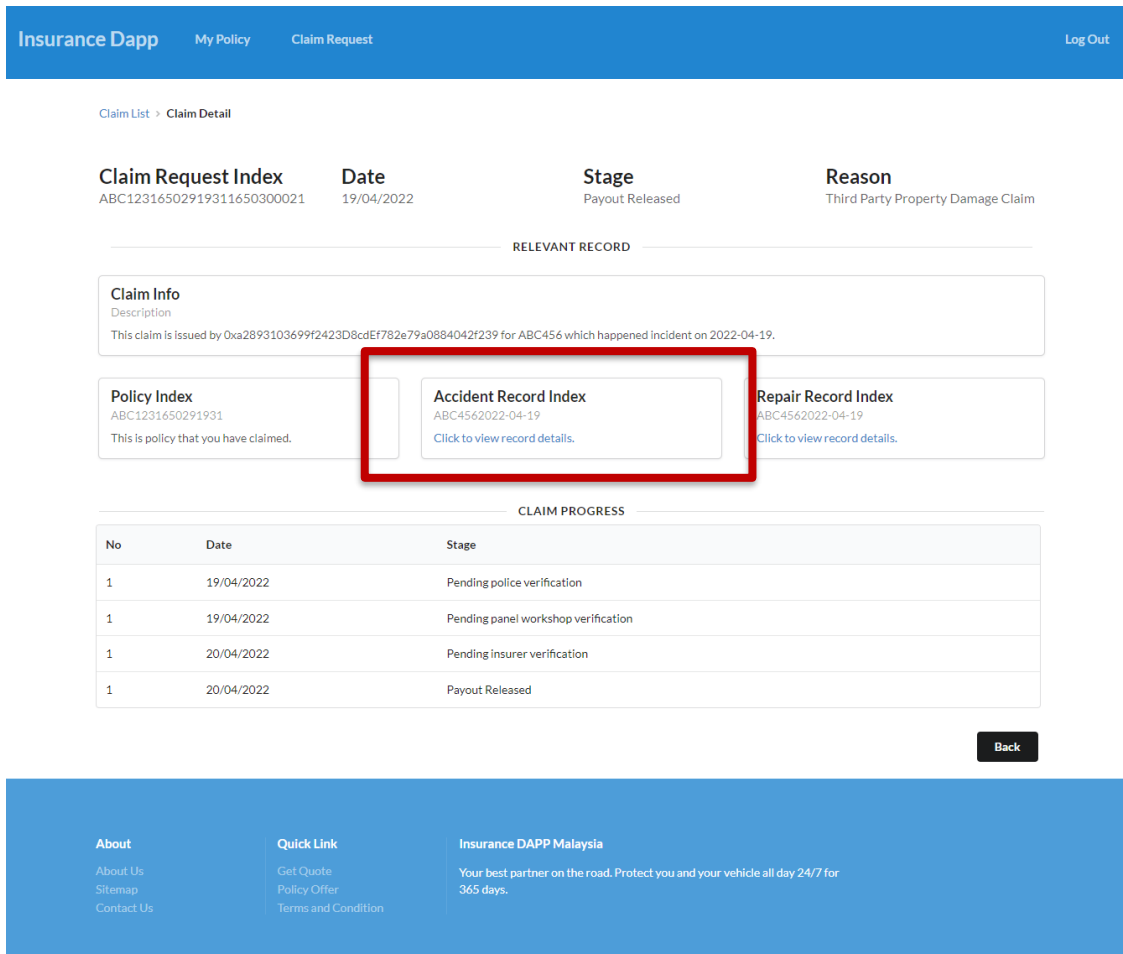 Insurance Dapp My Policy Claim Request Log Out
Claim List > Claim Detail
Claim Request Index Date Stage Reason
ABC12316502919311650300021 19/04/2022 Payout Released Third Party Property Damage Claim
RELEVANT RECORD
Claim Info
Description
This claim is issued by 0xa2893103699f2423D8cdEf782e79a0884042f239 for ABC456 which happened incident on 2022-04-19.
Policy Index
ABC1231650291931
This is policy that you have claimed.
Accident Record Index
ABC4562022-04-19
Click to view record details.
Repair Record Index
ABC4562022-04-19
Click to view record details.
CLAIM PROGRESS
No Date Stage
1 19/04/2022 Pending police verification
1 19/04/2022 Pending panel workshop verification
1 20/04/2022 Pending insurer verification
1 20/04/2022 Payout Released
Back
About
About Us
Sitemap
Contact Us
Quick Link
Get Quote
Policy Offer
Terms and Condition
Insurance DAPP Malaysia
Your best partner on the road. Protect you and your vehicle all day 24/7 for
365 days.